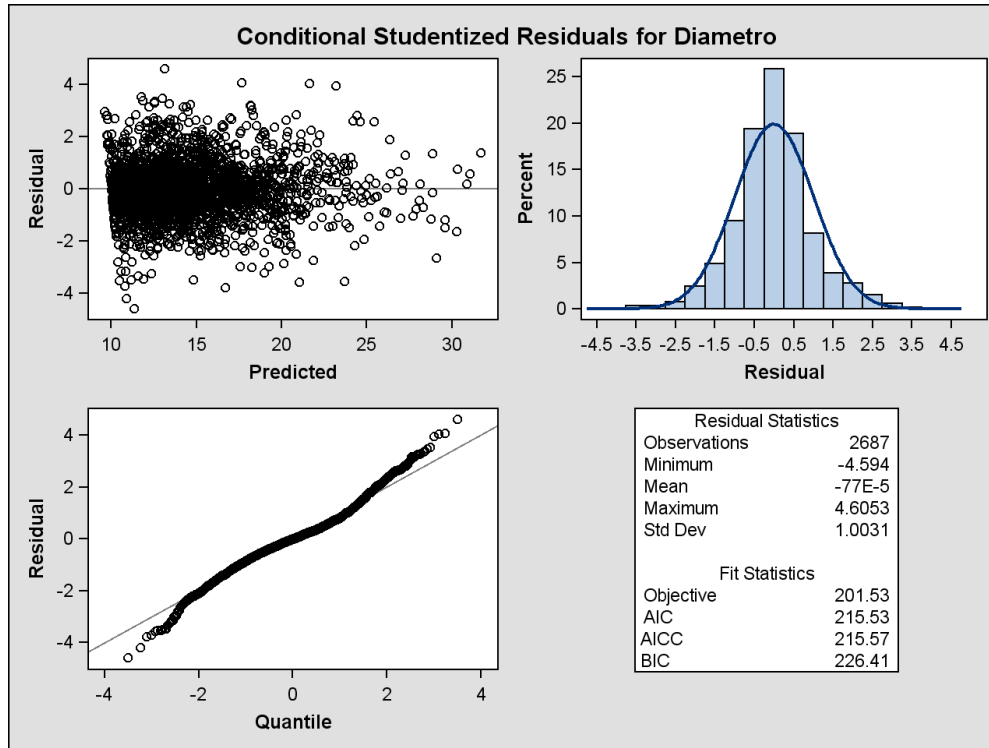 Conditional Studentized Residuals for Diametro
4
2
0
-2
-4
Residual
10 15 20 25 30
Predicted
25
20
15
10
5
0
Percent
-4.5 -3.5 -2.5 -1.5 -0.5 0.5 1.5 2.5 3.5 4.5
Residual
4
2
0
-2
-4
Residual
-4 -2 0 2 4
Quantile
Residual Statistics
Observations 2687
Minimum -4.594
Mean -77E-5
Maximum 4.6053
Std Dev 1.0031
Fit Statistics
Objective 201.53
AIC 215.53
AICC 215.57
BIC 226.41